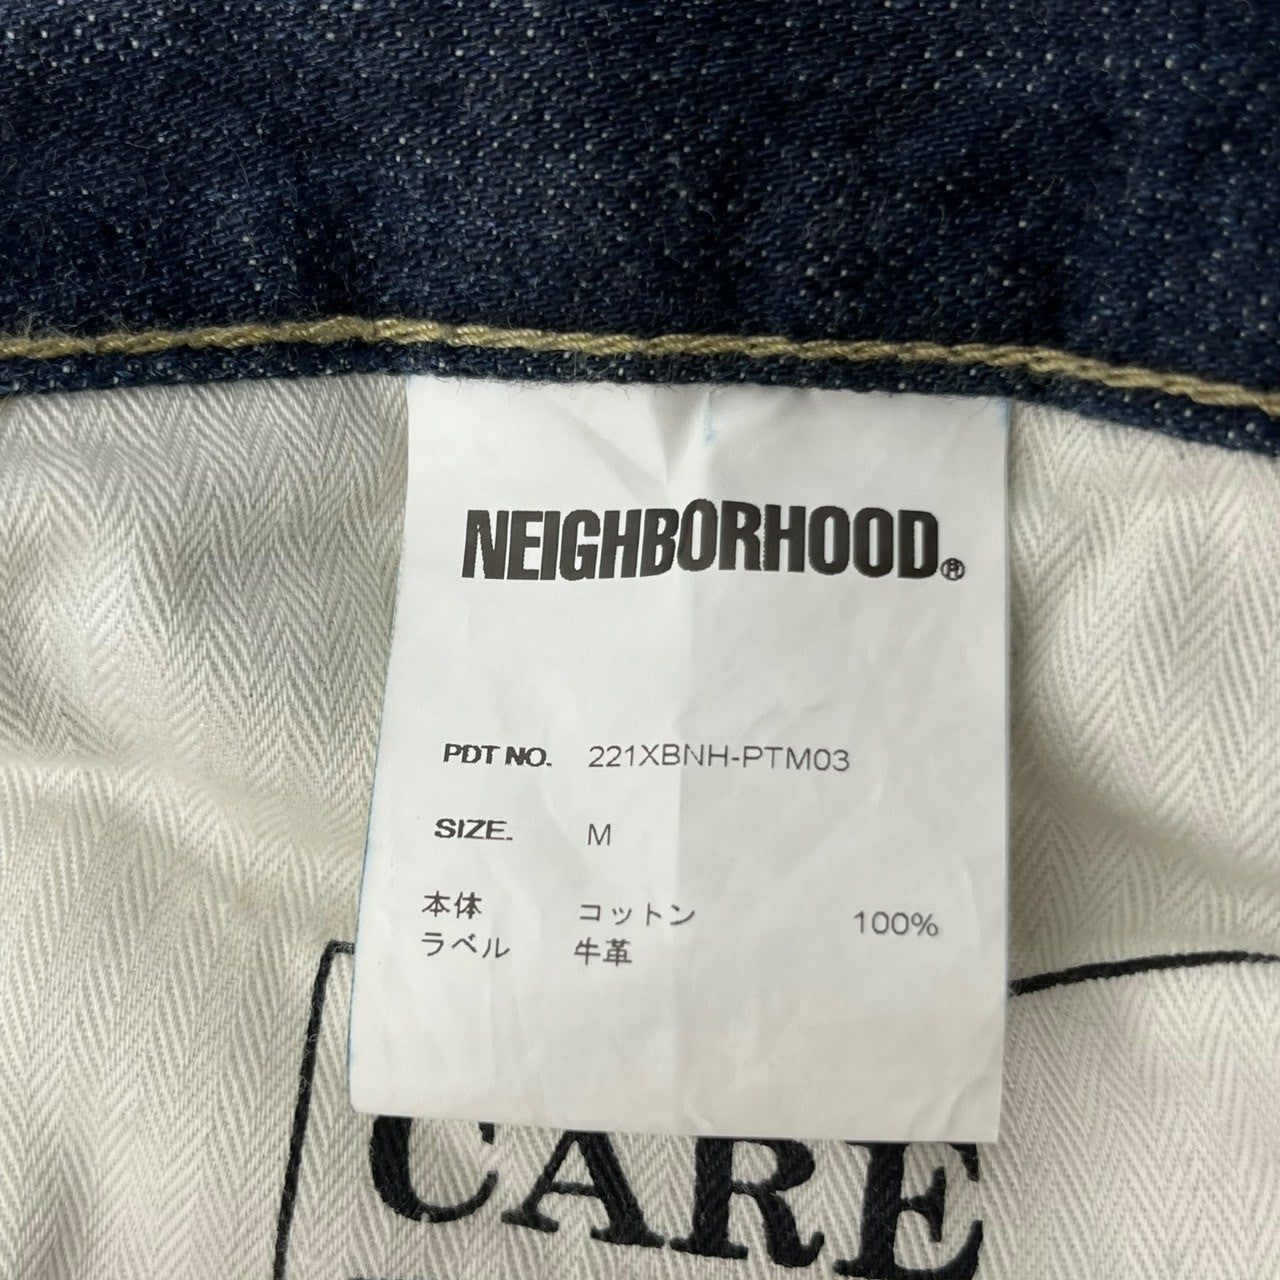 NEIGHBORHOOD®
PDT NO. 221XBNH-PTM03
SIZE. M
本体 コットン 100%
ラベル 牛革
CARE